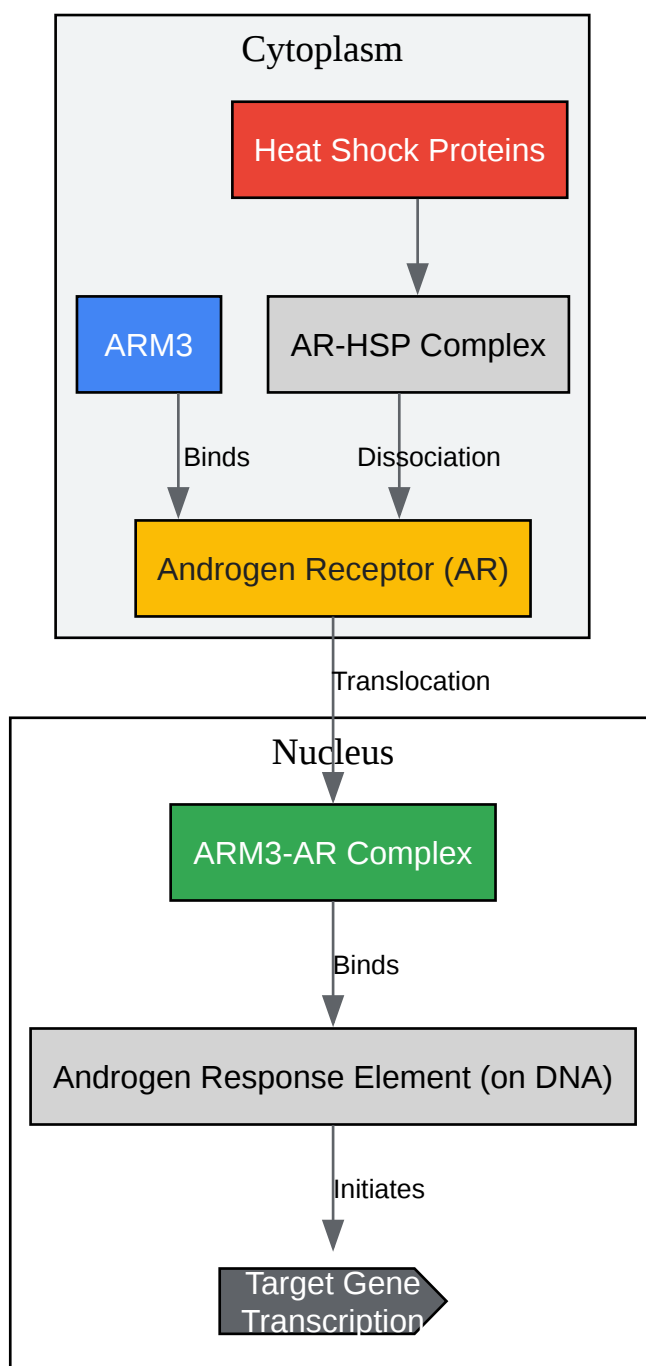 Cytoplasm
Heat Shock Proteins
ARM3
AR-HSP Complex
Binds
Dissociation
Androgen Receptor (AR)
Translocation
Nucleus
ARM3-AR Complex
Binds
Androgen Response Element (on DNA)
Initiates
Target Gene
Transcription